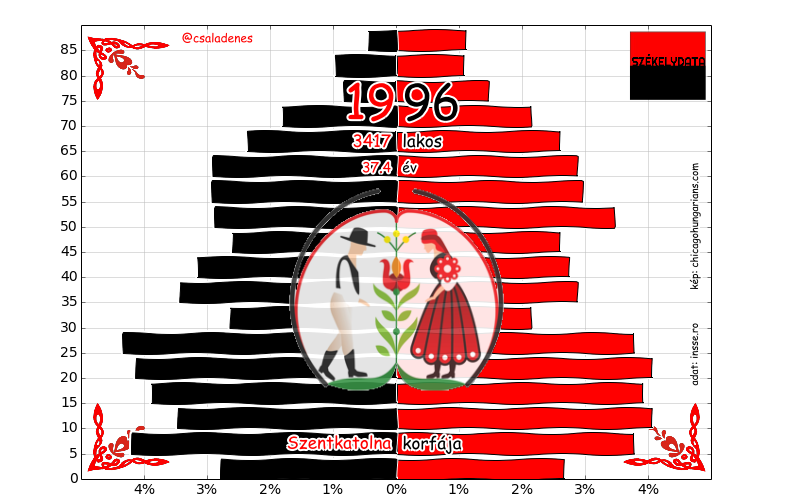 @csaladenes
SZÉKELYDATA
1996
3417 lakos
37.4 év
kép: chicagohungarians.com
adat: insse.ro
Szentkatolna korfája
85
80
75
70
65
60
55
50
45
40
35
30
25
20
15
10
5
0
4% 3% 2% 1% 0% 1% 2% 3% 4%